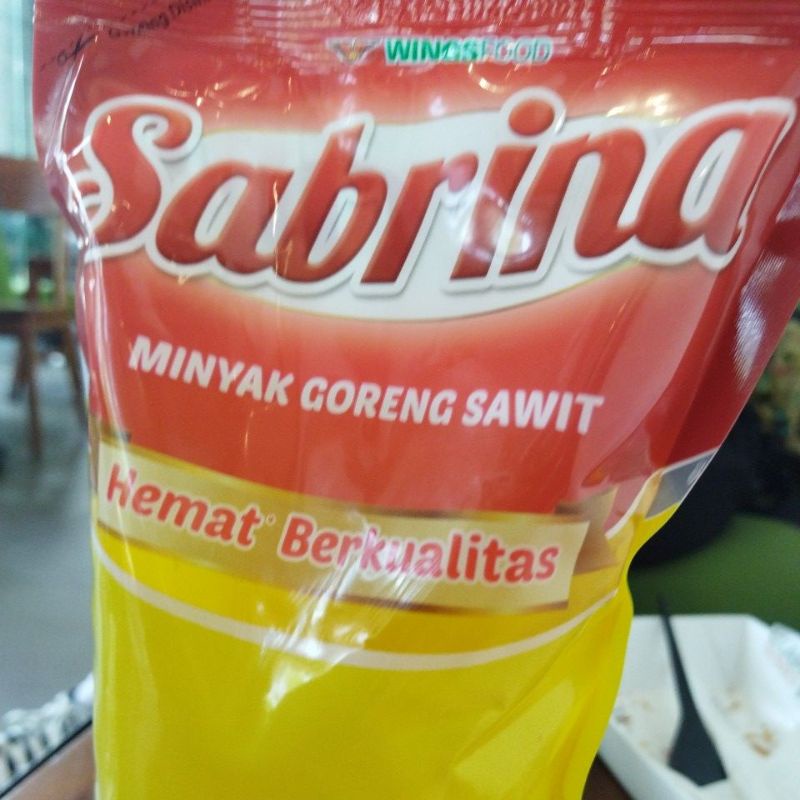 WINGSFOOD
Sabrina
MINYAK GORENG SAWIT
Hemat* Berkualitas